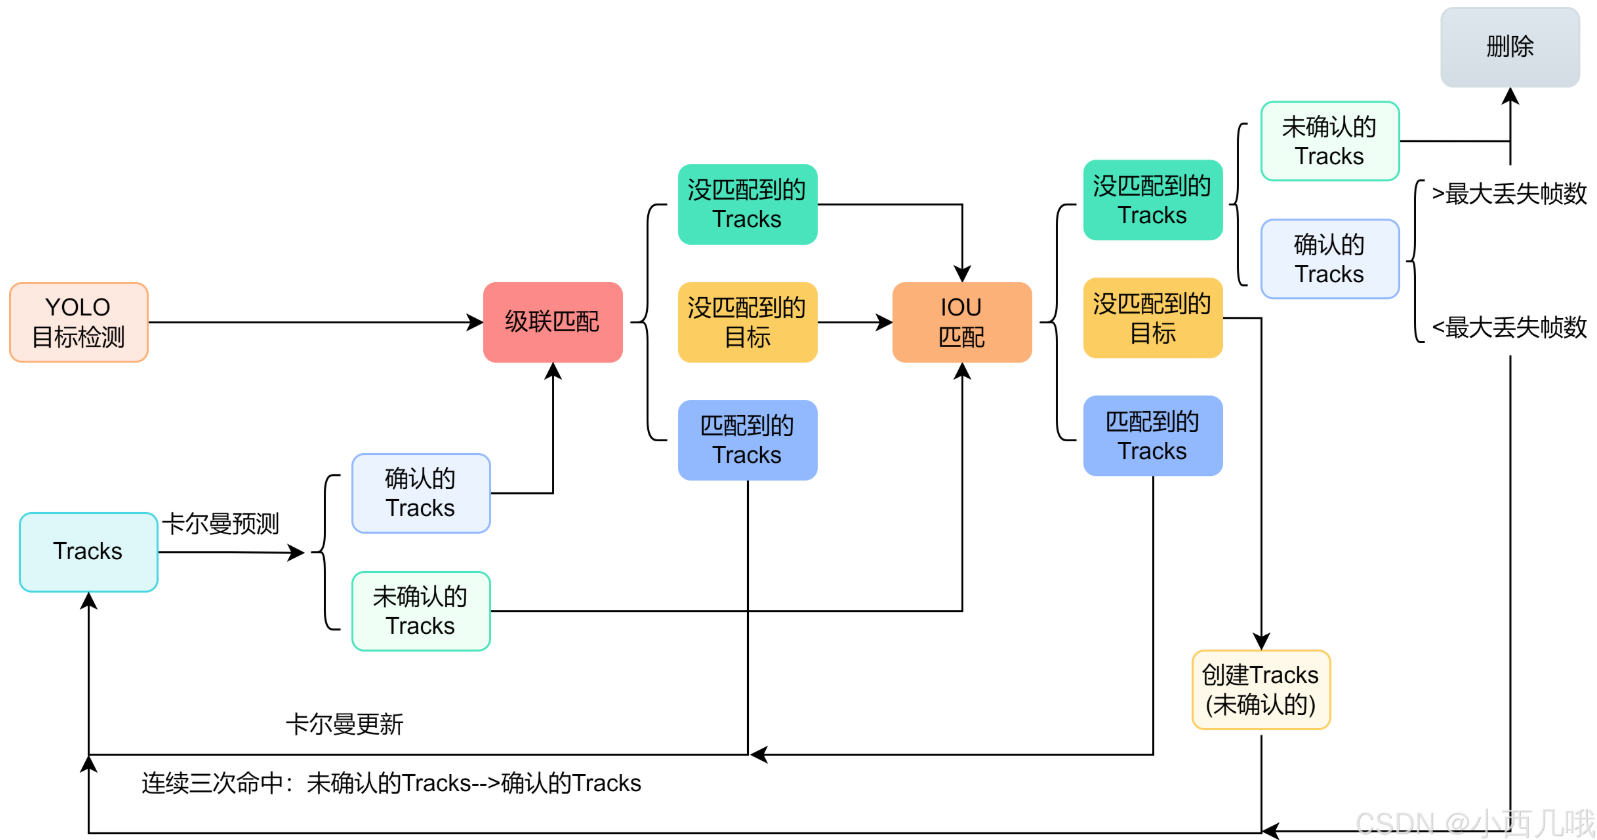 删除
未确认的
Tracks
>最大丢失帧数
没匹配到的
Tracks
没匹配到的
Tracks
确认的
Tracks
YOLO
目标检测
级联匹配
没匹配到的
目标
IOU
匹配
没匹配到的
目标
<最大丢失帧数
匹配到的
Tracks
匹配到的
Tracks
确认的
Tracks
卡尔曼预测
Tracks
未确认的
Tracks
创建Tracks
(未确认的)
卡尔曼更新
连续三次命中：未确认的Tracks-->确认的Tracks
CSDN @小西几哦